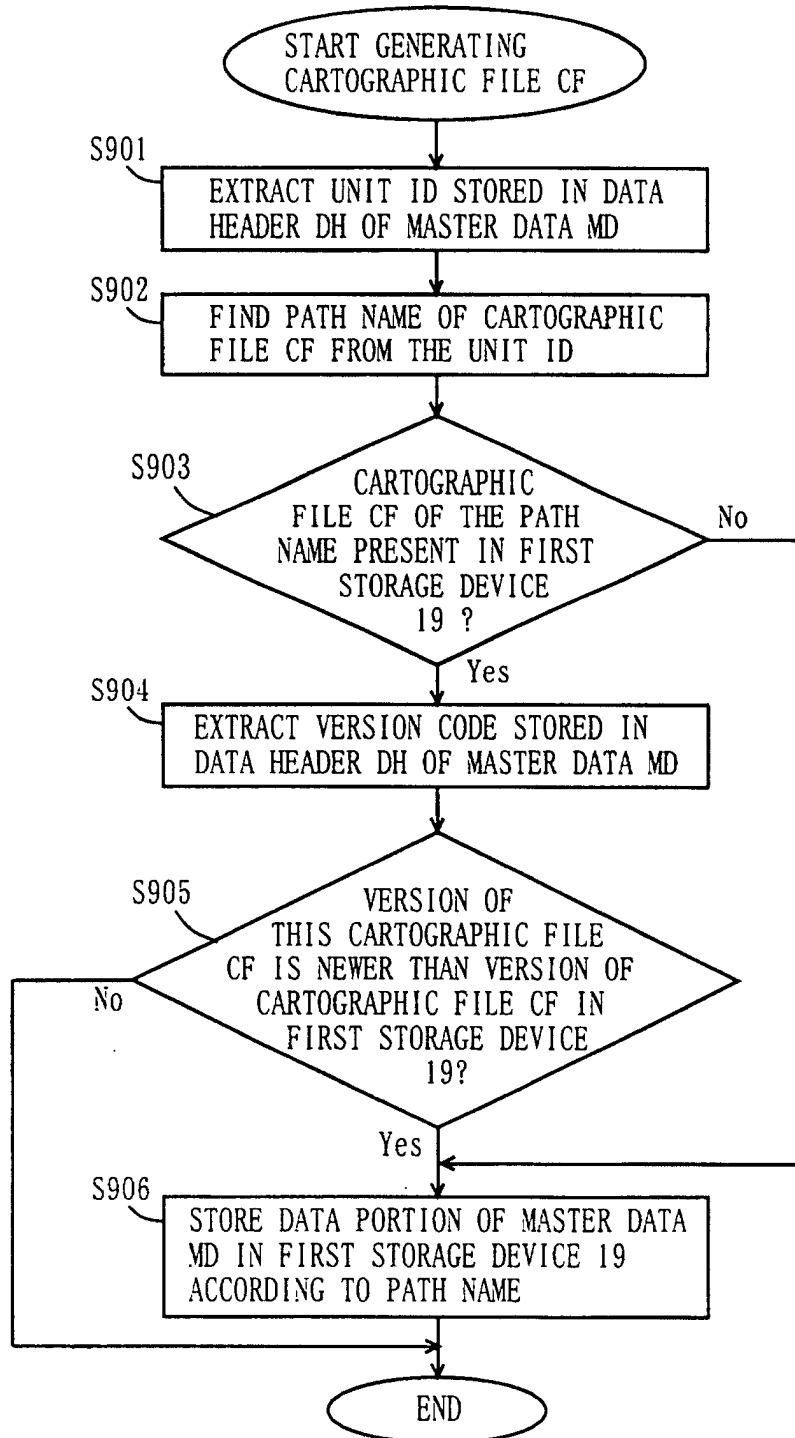 START GENERATING
CARTOGRAPHIC FILE CF
S901
EXTRACT UNIT ID STORED IN DATA
HEADER DH OF MASTER DATA MD
S902
FIND PATH NAME OF CARTOGRAPHIC
FILE CF FROM THE UNIT ID
S903
CARTOGRAPHIC
FILE CF OF THE PATH
NAME PRESENT IN FIRST
STORAGE DEVICE
19 ?
No
Yes
S904
EXTRACT VERSION CODE STORED IN
DATA HEADER DH OF MASTER DATA MD
S905
VERSION OF
THIS CARTOGRAPHIC FILE
CF IS NEWER THAN VERSION OF
CARTOGRAPHIC FILE CF IN
FIRST STORAGE DEVICE
19?
No
Yes
S906
STORE DATA PORTION OF MASTER DATA
MD IN FIRST STORAGE DEVICE 19
ACCORDING TO PATH NAME
END